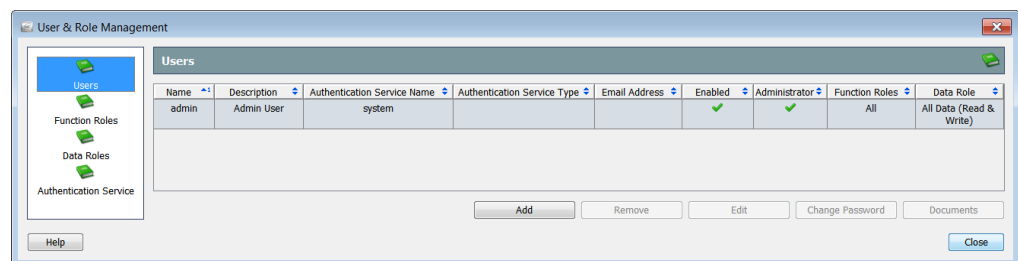 User & Role Management
Users
Function Roles
Data Roles
Authentication Service
Users
Name Description Authentication Service Name Authentication Service Type Email Address Enabled Administrator Function Roles Data Role
admin Admin User system All All Data (Read &
Write)
Add Remove Edit Change Password Documents
Help Close